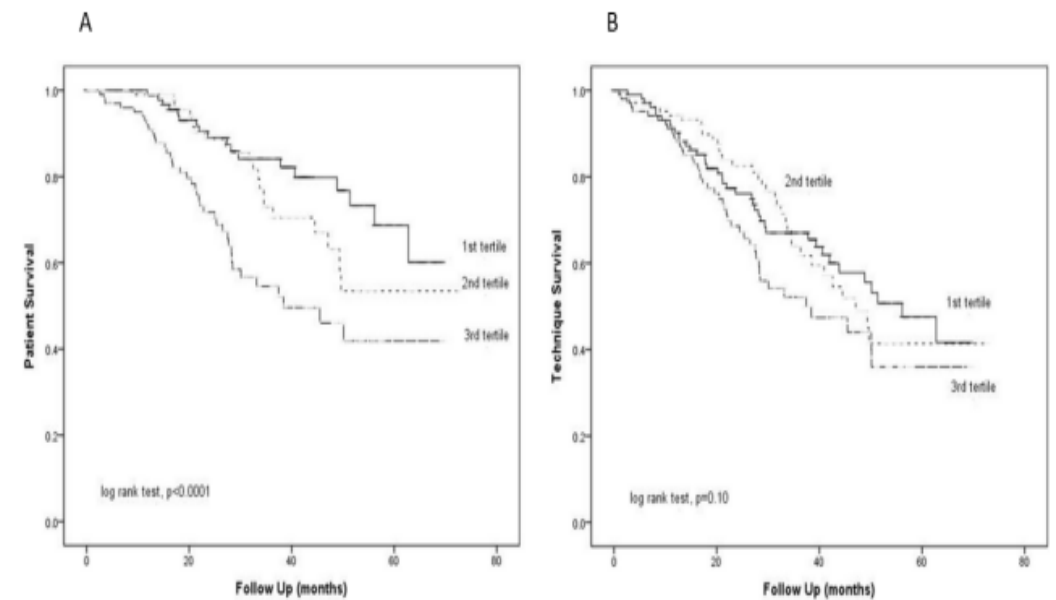 A
Patient Survival
1.0
0.8
0.6
0.4
0.2
0.0
1st tertile
2nd tertile
3rd tertile
log rank test, p<0.0001
0 20 40 60 80
Follow Up (months)
B
Technique Survival
1.0
0.8
0.6
0.4
0.2
0.0
2nd tertile
1st tertile
3rd tertile
log rank test, p=0.10
0 20 40 60 80
Follow Up (months)